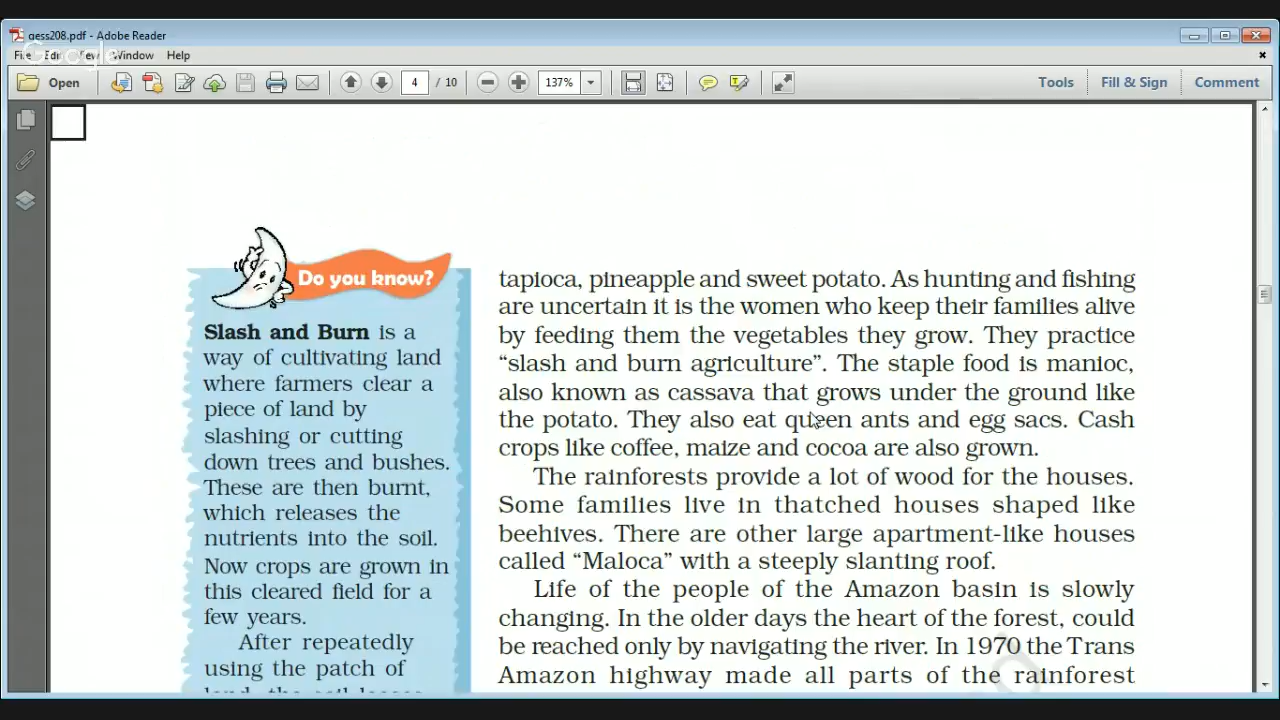 gess208.pdf - Adobe Reader
Google
File Edit View Window Help
Open 4 / 10 137% Tools Fill & Sign Comment
Do you know?
Slash and Burn is a
way of cultivating land
where farmers clear a
piece of land by
slashing or cutting
down trees and bushes.
These are then burnt,
which releases the
nutrients into the soil.
Now crops are grown in
this cleared field for a
few years.
After repeatedly
using the patch of
land, the soil loses
tapioca, pineapple and sweet potato. As hunting and fishing
are uncertain it is the women who keep their families alive
by feeding them the vegetables they grow. They practice
“slash and burn agriculture”. The staple food is manioc,
also known as cassava that grows under the ground like
the potato. They also eat queen ants and egg sacs. Cash
crops like coffee, maize and cocoa are also grown.
The rainforests provide a lot of wood for the houses.
Some families live in thatched houses shaped like
beehives. There are other large apartment-like houses
called “Maloca” with a steeply slanting roof.
Life of the people of the Amazon basin is slowly
changing. In the older days the heart of the forest, could
be reached only by navigating the river. In 1970 the Trans
Amazon highway made all parts of the rainforest